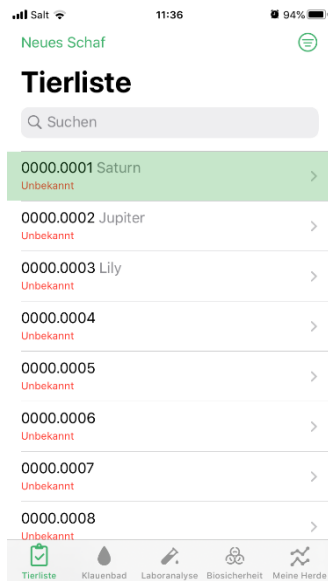 Salt 11:36 94%
Neues Schaf
Tierliste
Suchen
0000.0001 Saturn
Unbekannt
0000.0002 Jupiter
Unbekannt
0000.0003 Lily
Unbekannt
0000.0004
Unbekannt
0000.0005
Unbekannt
0000.0006
Unbekannt
0000.0007
Unbekannt
0000.0008
Unbekannt
Tierliste Klauenbad Laboranalyse Biosicherheit Meine Herde